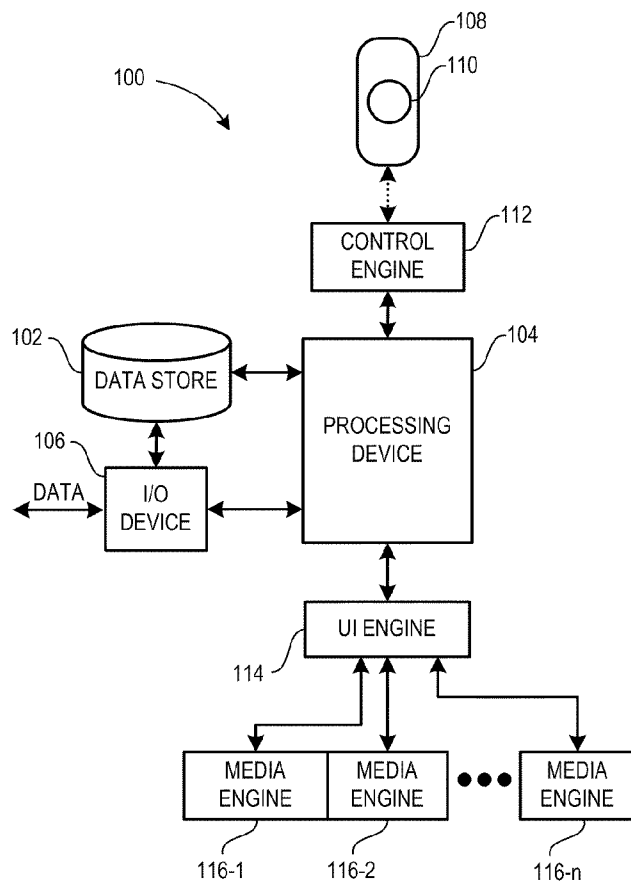 108
110
100
112
CONTROL
ENGINE
102
104
DATA STORE
PROCESSING
DEVICE
106
DATA
I/O
DEVICE
UI ENGINE
114
MEDIA
ENGINE
MEDIA
ENGINE
MEDIA
ENGINE
116-1
116-2
116-n